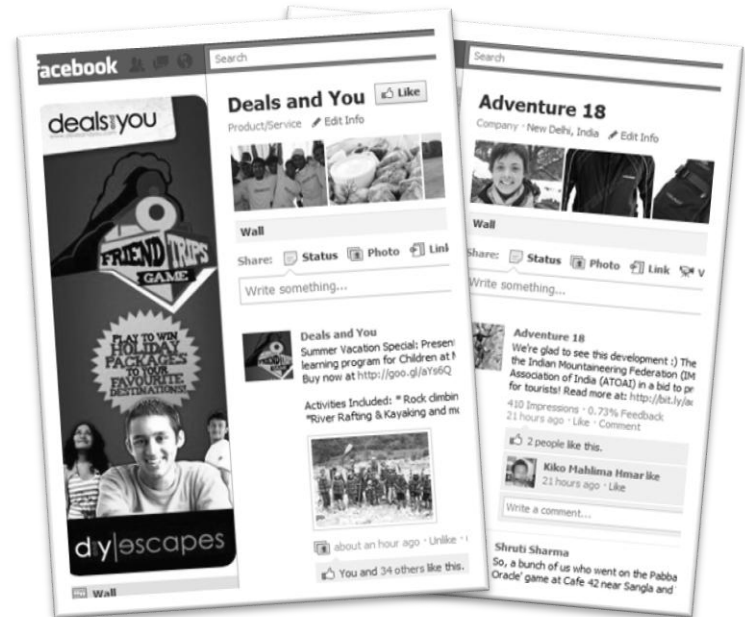 facebook
Search
deals and you
FRIEND TRIPS
GAME
PLAY TO WIN
HOLIDAY
PACKAGES
TO YOUR
FAVOURITE
DESTINATIONS!
diy|escapes
Wall
Deals and You
Like
Product/Service Edit Info
Wall
Share: Status Photo Link
Write something...
Deals and You
Summer Vacation Special: Presen
learning program for Children at M
Buy now at http://goo.gl/aYs6Q
Activities Included: * Rock climbin
*River Rafting & Kayaking and mo
about an hour ago · Unlike ·
You and 34 others like this.
Search
Adventure 18
Company · New Delhi, India Edit Info
Wall
Share: Status Photo Link V
Write something...
Adventure 18
We're glad to see this development :) The
the Indian Mountaineering Federation (IM
Association of India (ATOAI) in a bid to pr
for tourists! Read more at: http://bit.ly/
410 Impressions · 0.73% Feedback
21 hours ago · Like · Comment
2 people like this.
Kiko Mahlima Hmar like
21 hours ago · Like
Write a comment...
Shruti Sharma
So, a bunch of us who went on the Pabba
Oracle' game at Cafe 42 near Sangla and